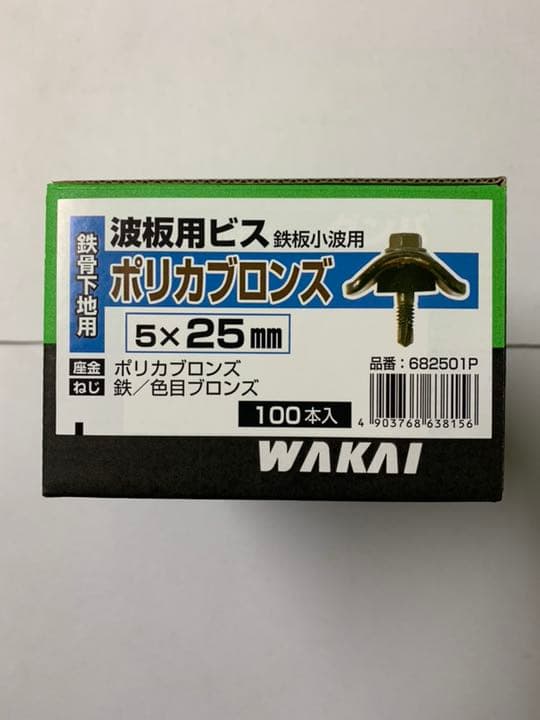 鉄骨下地用
波板用ビス 鉄板小波用
ポリカブロンズ
5×25mm
座金 ポリカブロンズ
ねじ 鉄／色目ブロンズ
100本入
品番：682501P
4 903768 638156
WAKAI